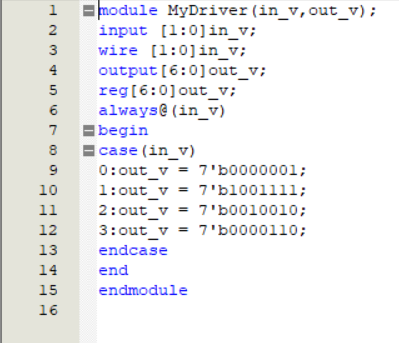 1 module MyDriver(in_v,out_v);
2 input [1:0]in_v;
3 wire [1:0]in_v;
4 output[6:0]out_v;
5 reg[6:0]out_v;
6 always@(in_v)
7 begin
8 case(in_v)
9 0:out_v = 7'b0000001;
10 1:out_v = 7'b1001111;
11 2:out_v = 7'b0010010;
12 3:out_v = 7'b0000110;
13 endcase
14 end
15 endmodule
16